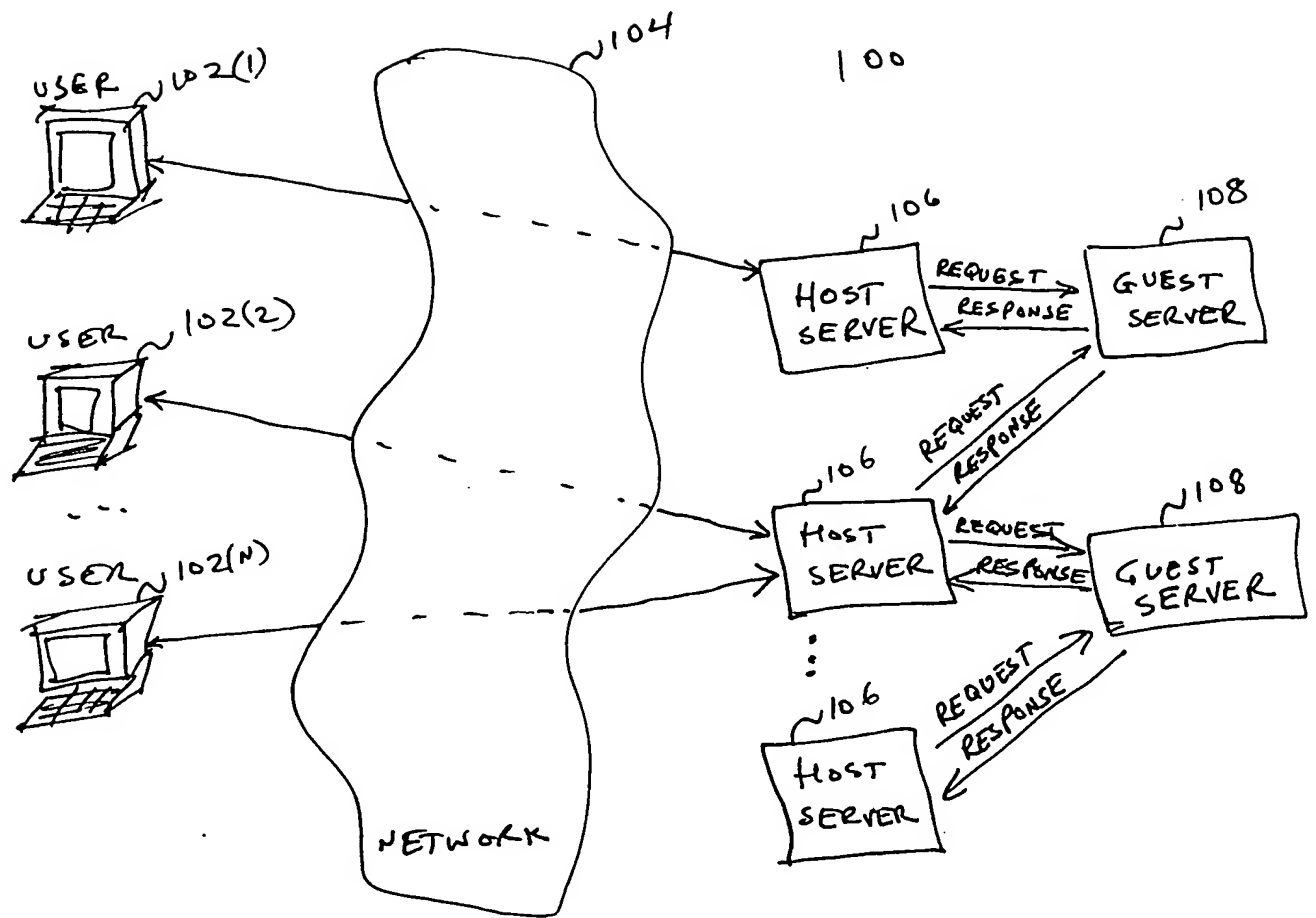 104
100
USER
102(1)
106
108
HOST
SERVER
REQUEST
RESPONSE
GUEST
SERVER
USER
102(2)
REQUEST
RESPONSE
106
108
HOST
SERVER
REQUEST
RESPONSE
GUEST
SERVER
...
USER
102(N)
REQUEST
RESPONSE
106
HOST
SERVER
NETWORK